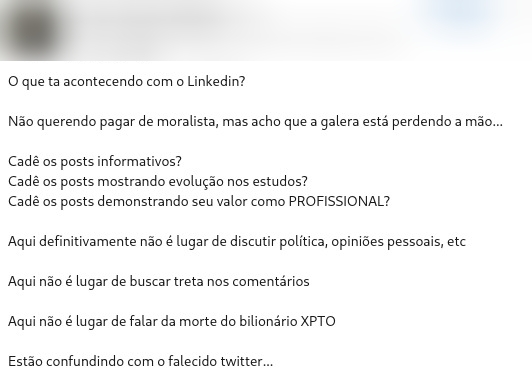 O que ta acontecendo com o Linkedin?
Não querendo pagar de moralista, mas acho que a galera está perdendo a mão...
Cadê os posts informativos?
Cadê os posts mostrando evolução nos estudos?
Cadê os posts demonstrando seu valor como PROFISSIONAL?
Aqui definitivamente não é lugar de discutir política, opiniões pessoais, etc
Aqui não é lugar de buscar treta nos comentários
Aqui não é lugar de falar da morte do bilionário XPTO
Estão confundindo com o falecido twitter...